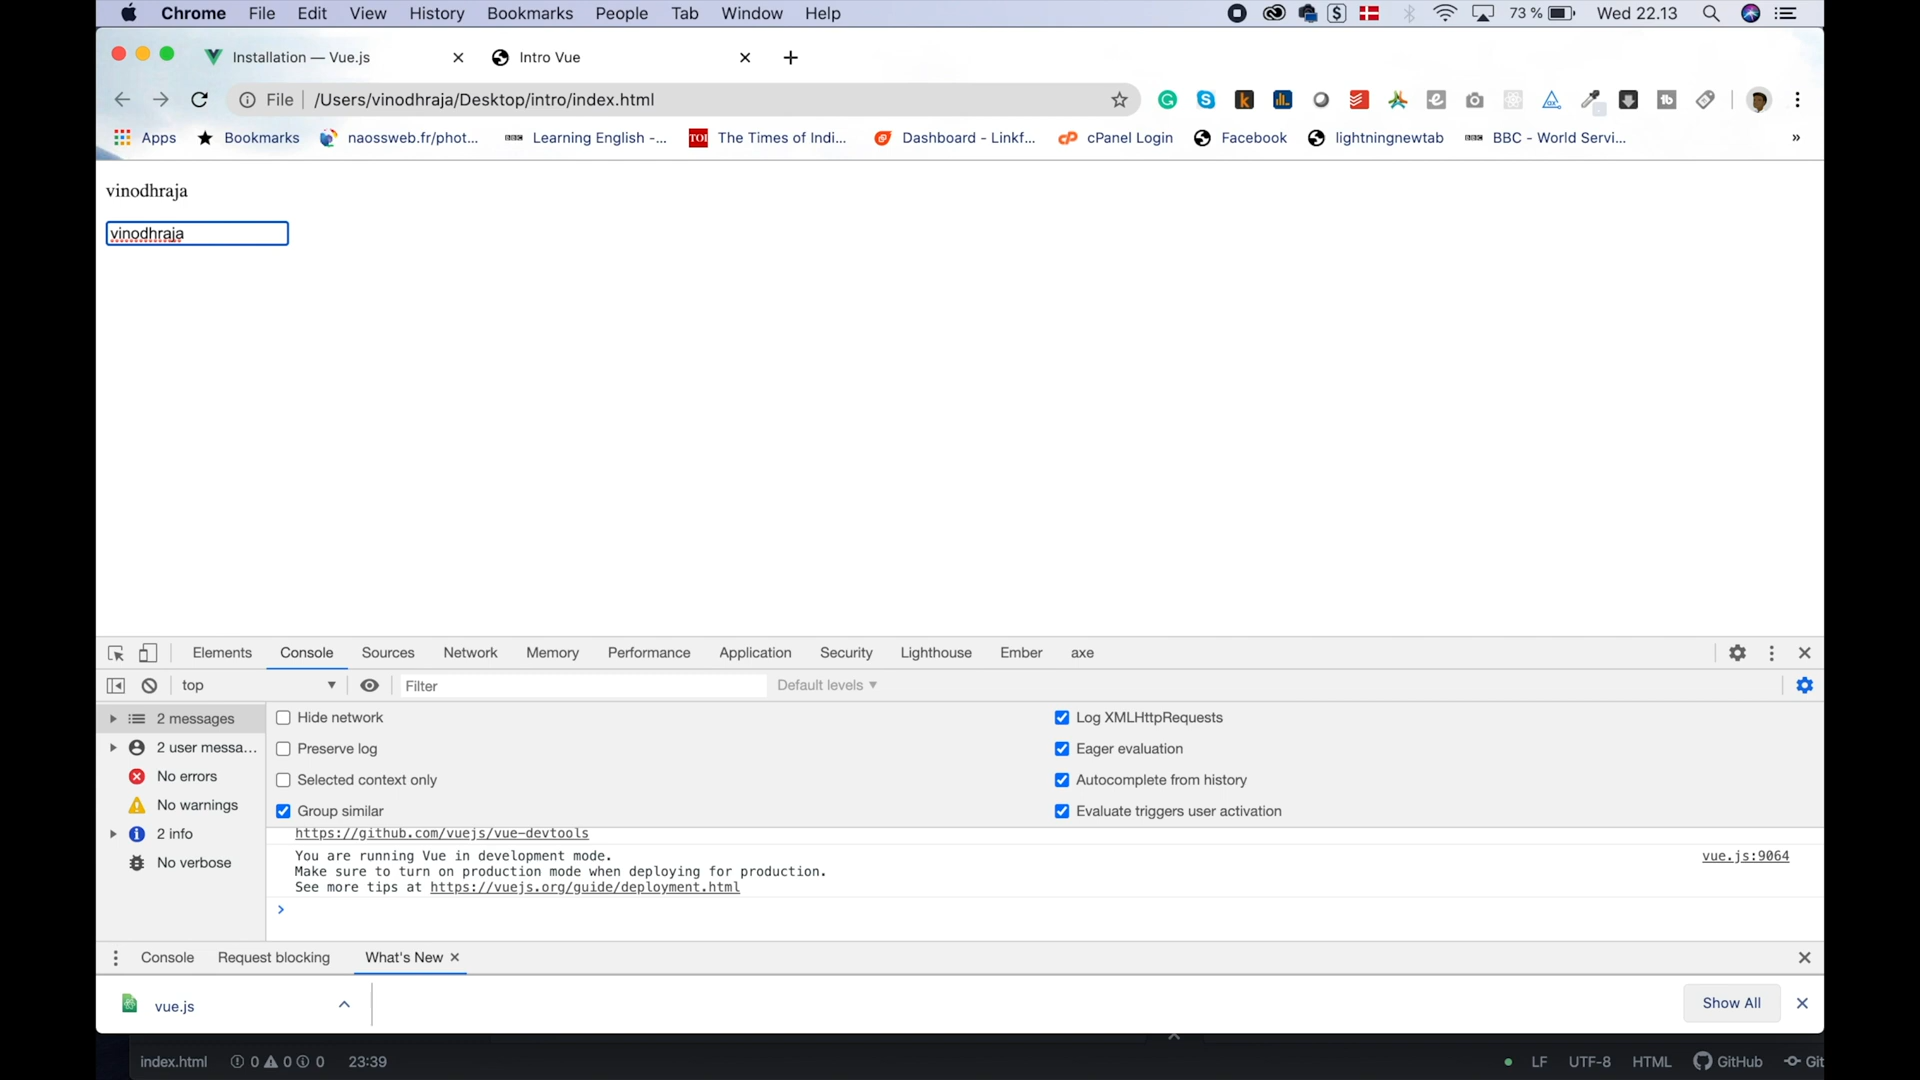 Chrome File Edit View History Bookmarks People Tab Window Help 73 % Wed 22.13
Installation — Vue.js Intro Vue
File /Users/vinodhraja/Desktop/intro/index.html
Apps Bookmarks naossweb.fr/phot... Learning English -... The Times of Indi... Dashboard - Linkf... cPanel Login Facebook lightningnewtab BBC - World Servi... »
vinodhraja
vinodhraja
Elements Console Sources Network Memory Performance Application Security Lighthouse Ember axe
top Filter Default levels
2 messages
2 user messa...
No errors
No warnings
2 info
No verbose
Hide network
Preserve log
Selected context only
Group similar
Log XMLHttpRequests
Eager evaluation
Autocomplete from history
Evaluate triggers user activation
https://github.com/vuejs/vue-devtools
You are running Vue in development mode. vue.js:9064
Make sure to turn on production mode when deploying for production.
See more tips at https://vuejs.org/guide/deployment.html
Console Request blocking What's New
vue.js Show All
index.html 0 0 0 23:39 LF UTF-8 HTML GitHub Git